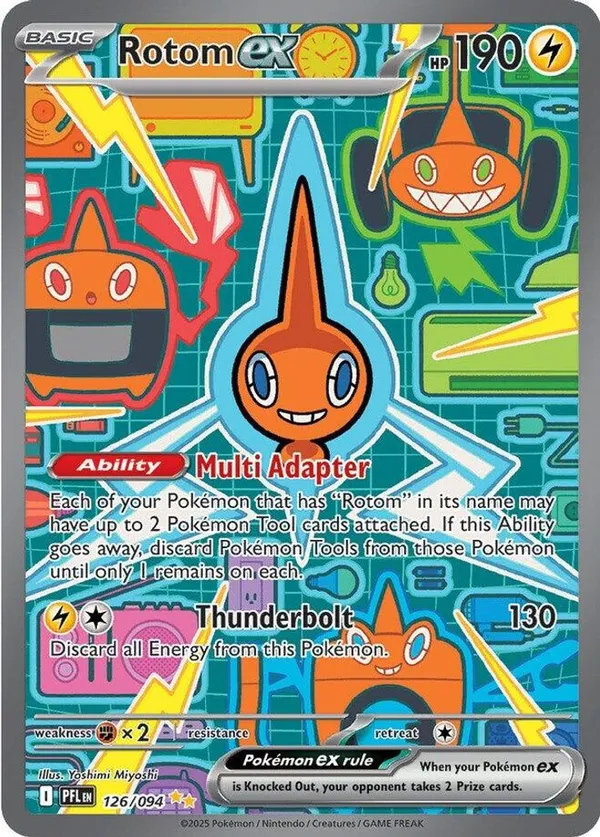 BASIC
Rotom ex
HP 190
Ability Multi Adapter
Each of your Pokémon that has “Rotom” in its name may
have up to 2 Pokémon Tool cards attached. If this Ability
goes away, discard Pokémon Tools from those Pokémon
until only 1 remains on each.
Thunderbolt 130
Discard all Energy from this Pokémon.
weakness ×2 resistance retreat
Illus. Yoshimi Miyoshi
Pokémon ex rule
When your Pokémon ex
is Knocked Out, your opponent takes 2 Prize cards.
I PFL EN 126/094
©2025 Pokémon / Nintendo / Creatures / GAME FREAK